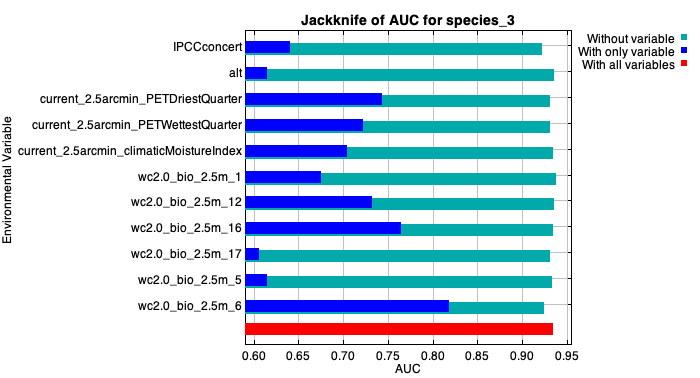 Jackknife of AUC for species_3
Without variable
With only variable
With all variables
Environmental Variable
IPCCconcert
alt
current_2.5arcmin_PETDriestQuarter
current_2.5arcmin_PETWettestQuarter
current_2.5arcmin_climaticMoistureIndex
wc2.0_bio_2.5m_1
wc2.0_bio_2.5m_12
wc2.0_bio_2.5m_16
wc2.0_bio_2.5m_17
wc2.0_bio_2.5m_5
wc2.0_bio_2.5m_6
0.60 0.65 0.70 0.75 0.80 0.85 0.90 0.95
AUC